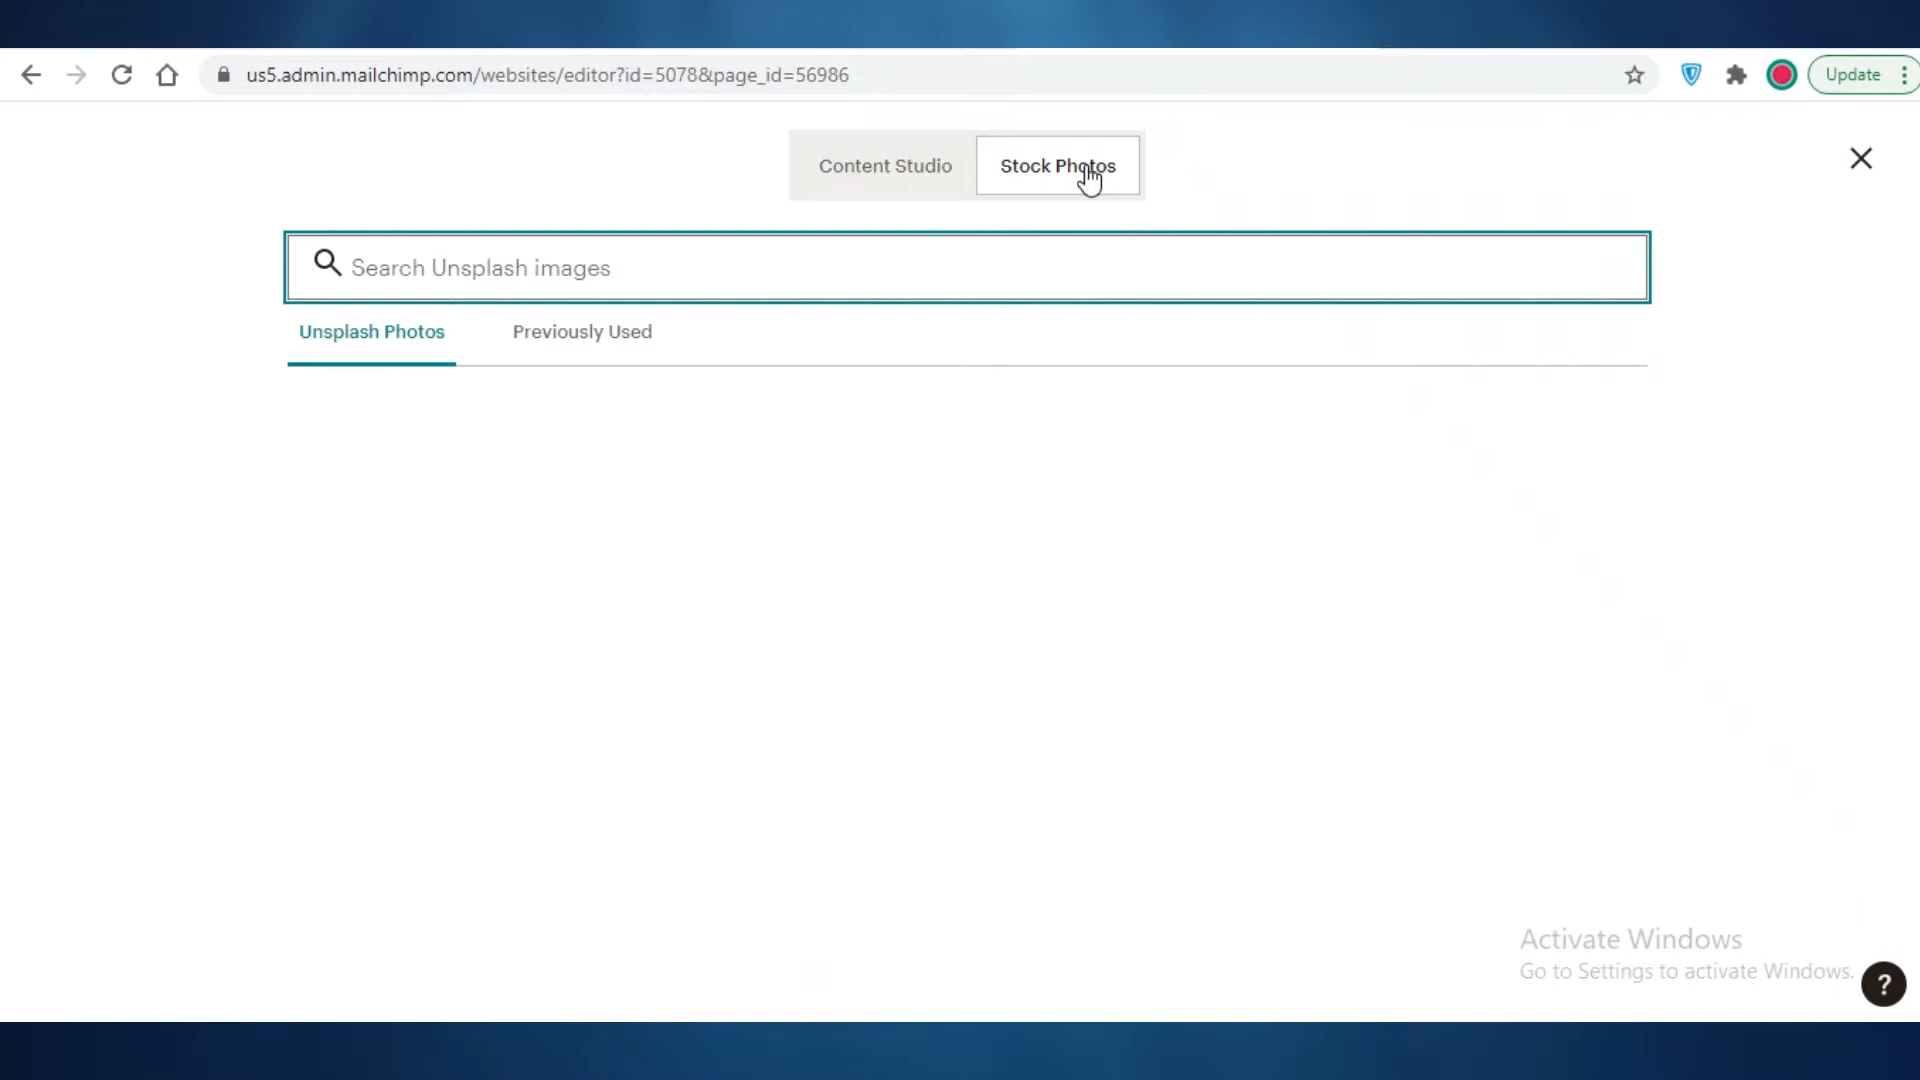 us5.admin.mailchimp.com/websites/editor?id=5078&page_id=56986
Update
Content Studio
Stock Photos
Search Unsplash images
Unsplash Photos
Previously Used
Activate Windows
Go to Settings to activate Windows.
?